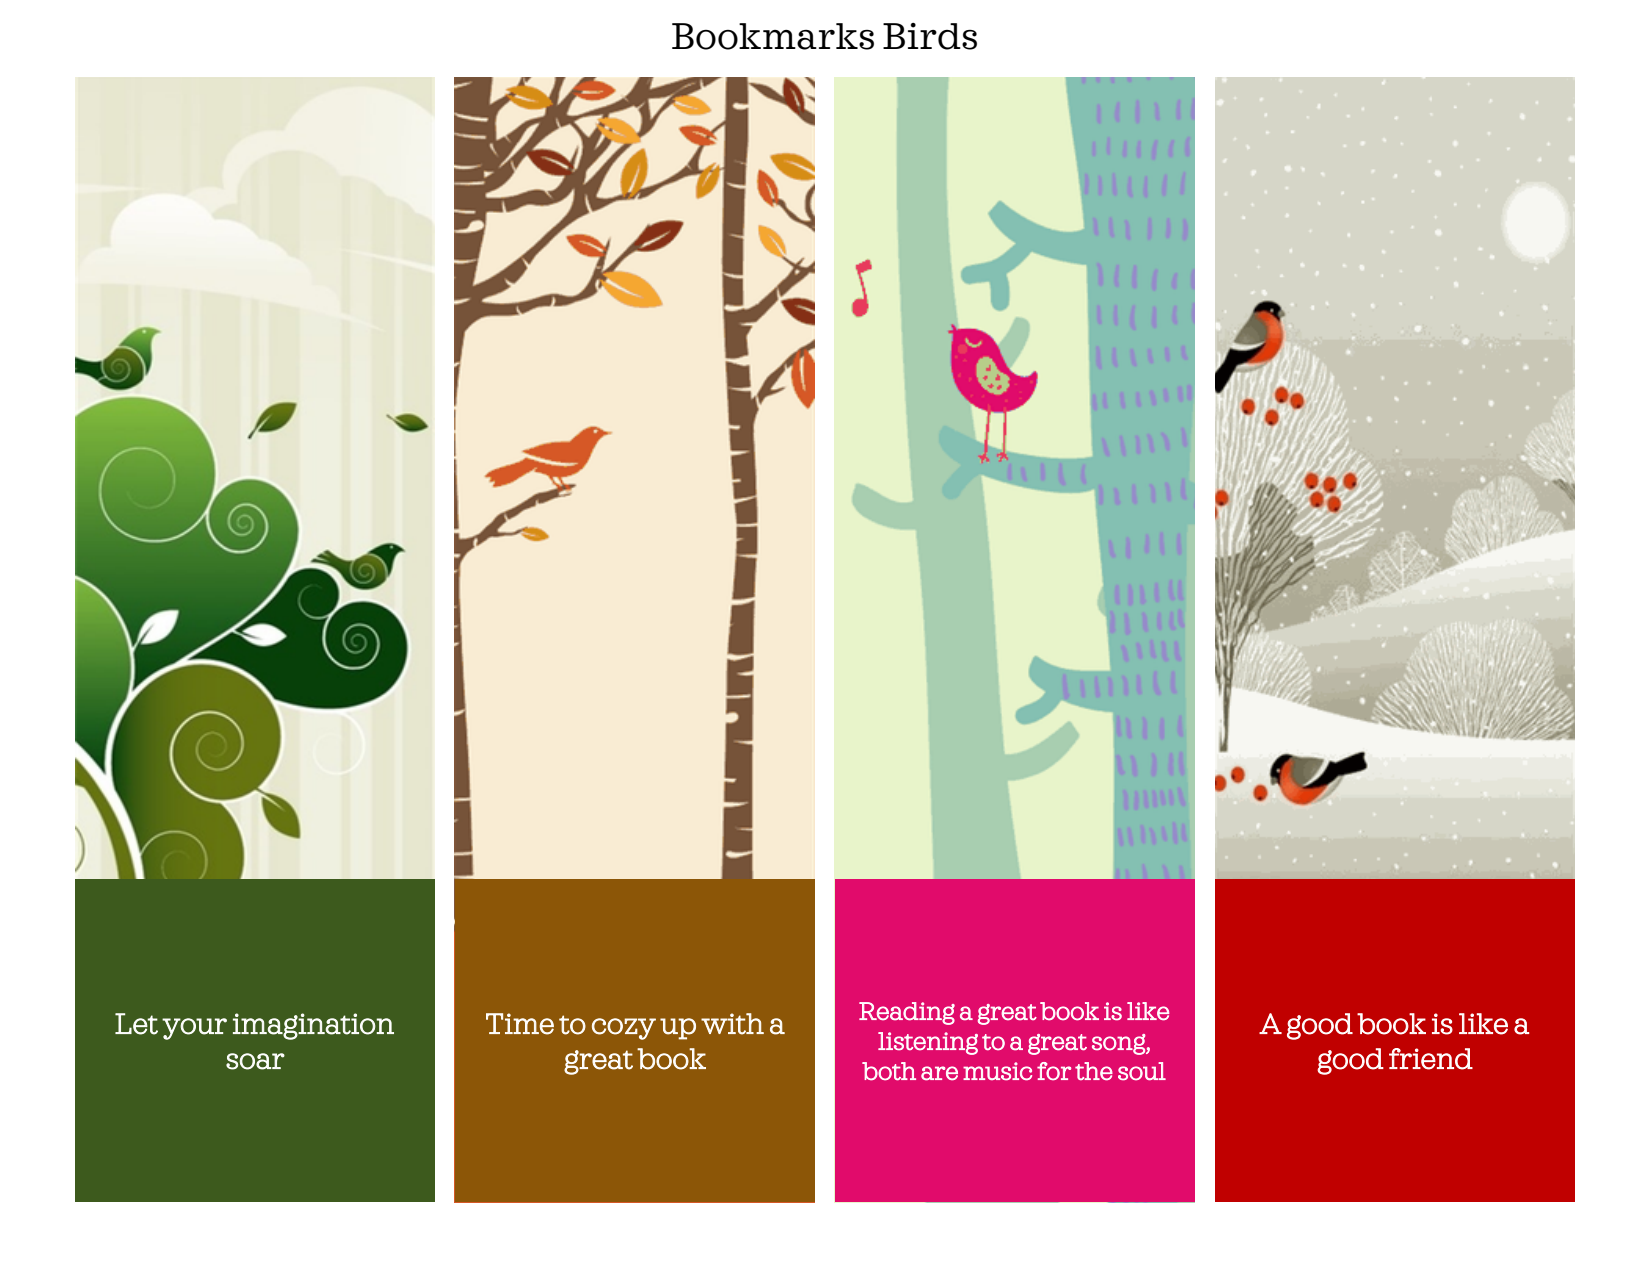 Bookmarks Birds
Let your imagination
soar
Time to cozy up with a
great book
Reading a great book is like
listening to a great song,
both are music for the soul
A good book is like a
good friend